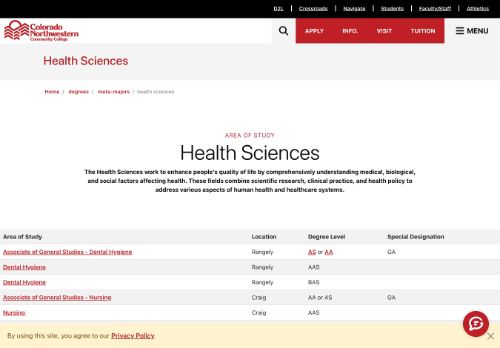 D2L Crossroads Navigate Students Faculty/Staff Athletics
Colorado
Northwestern
Community College
APPLY INFO. VISIT TUITION MENU
Health Sciences
Home / degrees / meta-majors / health sciences
AREA OF STUDY
Health Sciences
The Health Sciences work to enhance people's quality of life by comprehensively understanding medical, biological,
and social factors affecting health. These fields combine scientific research, clinical practice, and health policy to
address various aspects of human health and healthcare systems.
Area of Study Location Degree Level Special Designation
Associate of General Studies - Dental Hygiene Rangely AS or AA GA
Dental Hygiene Rangely AAS
Dental Hygiene Rangely BAS
Associate of General Studies - Nursing Craig AA or AS GA
Nursing Craig AAS
By using this site, you agree to our Privacy Policy